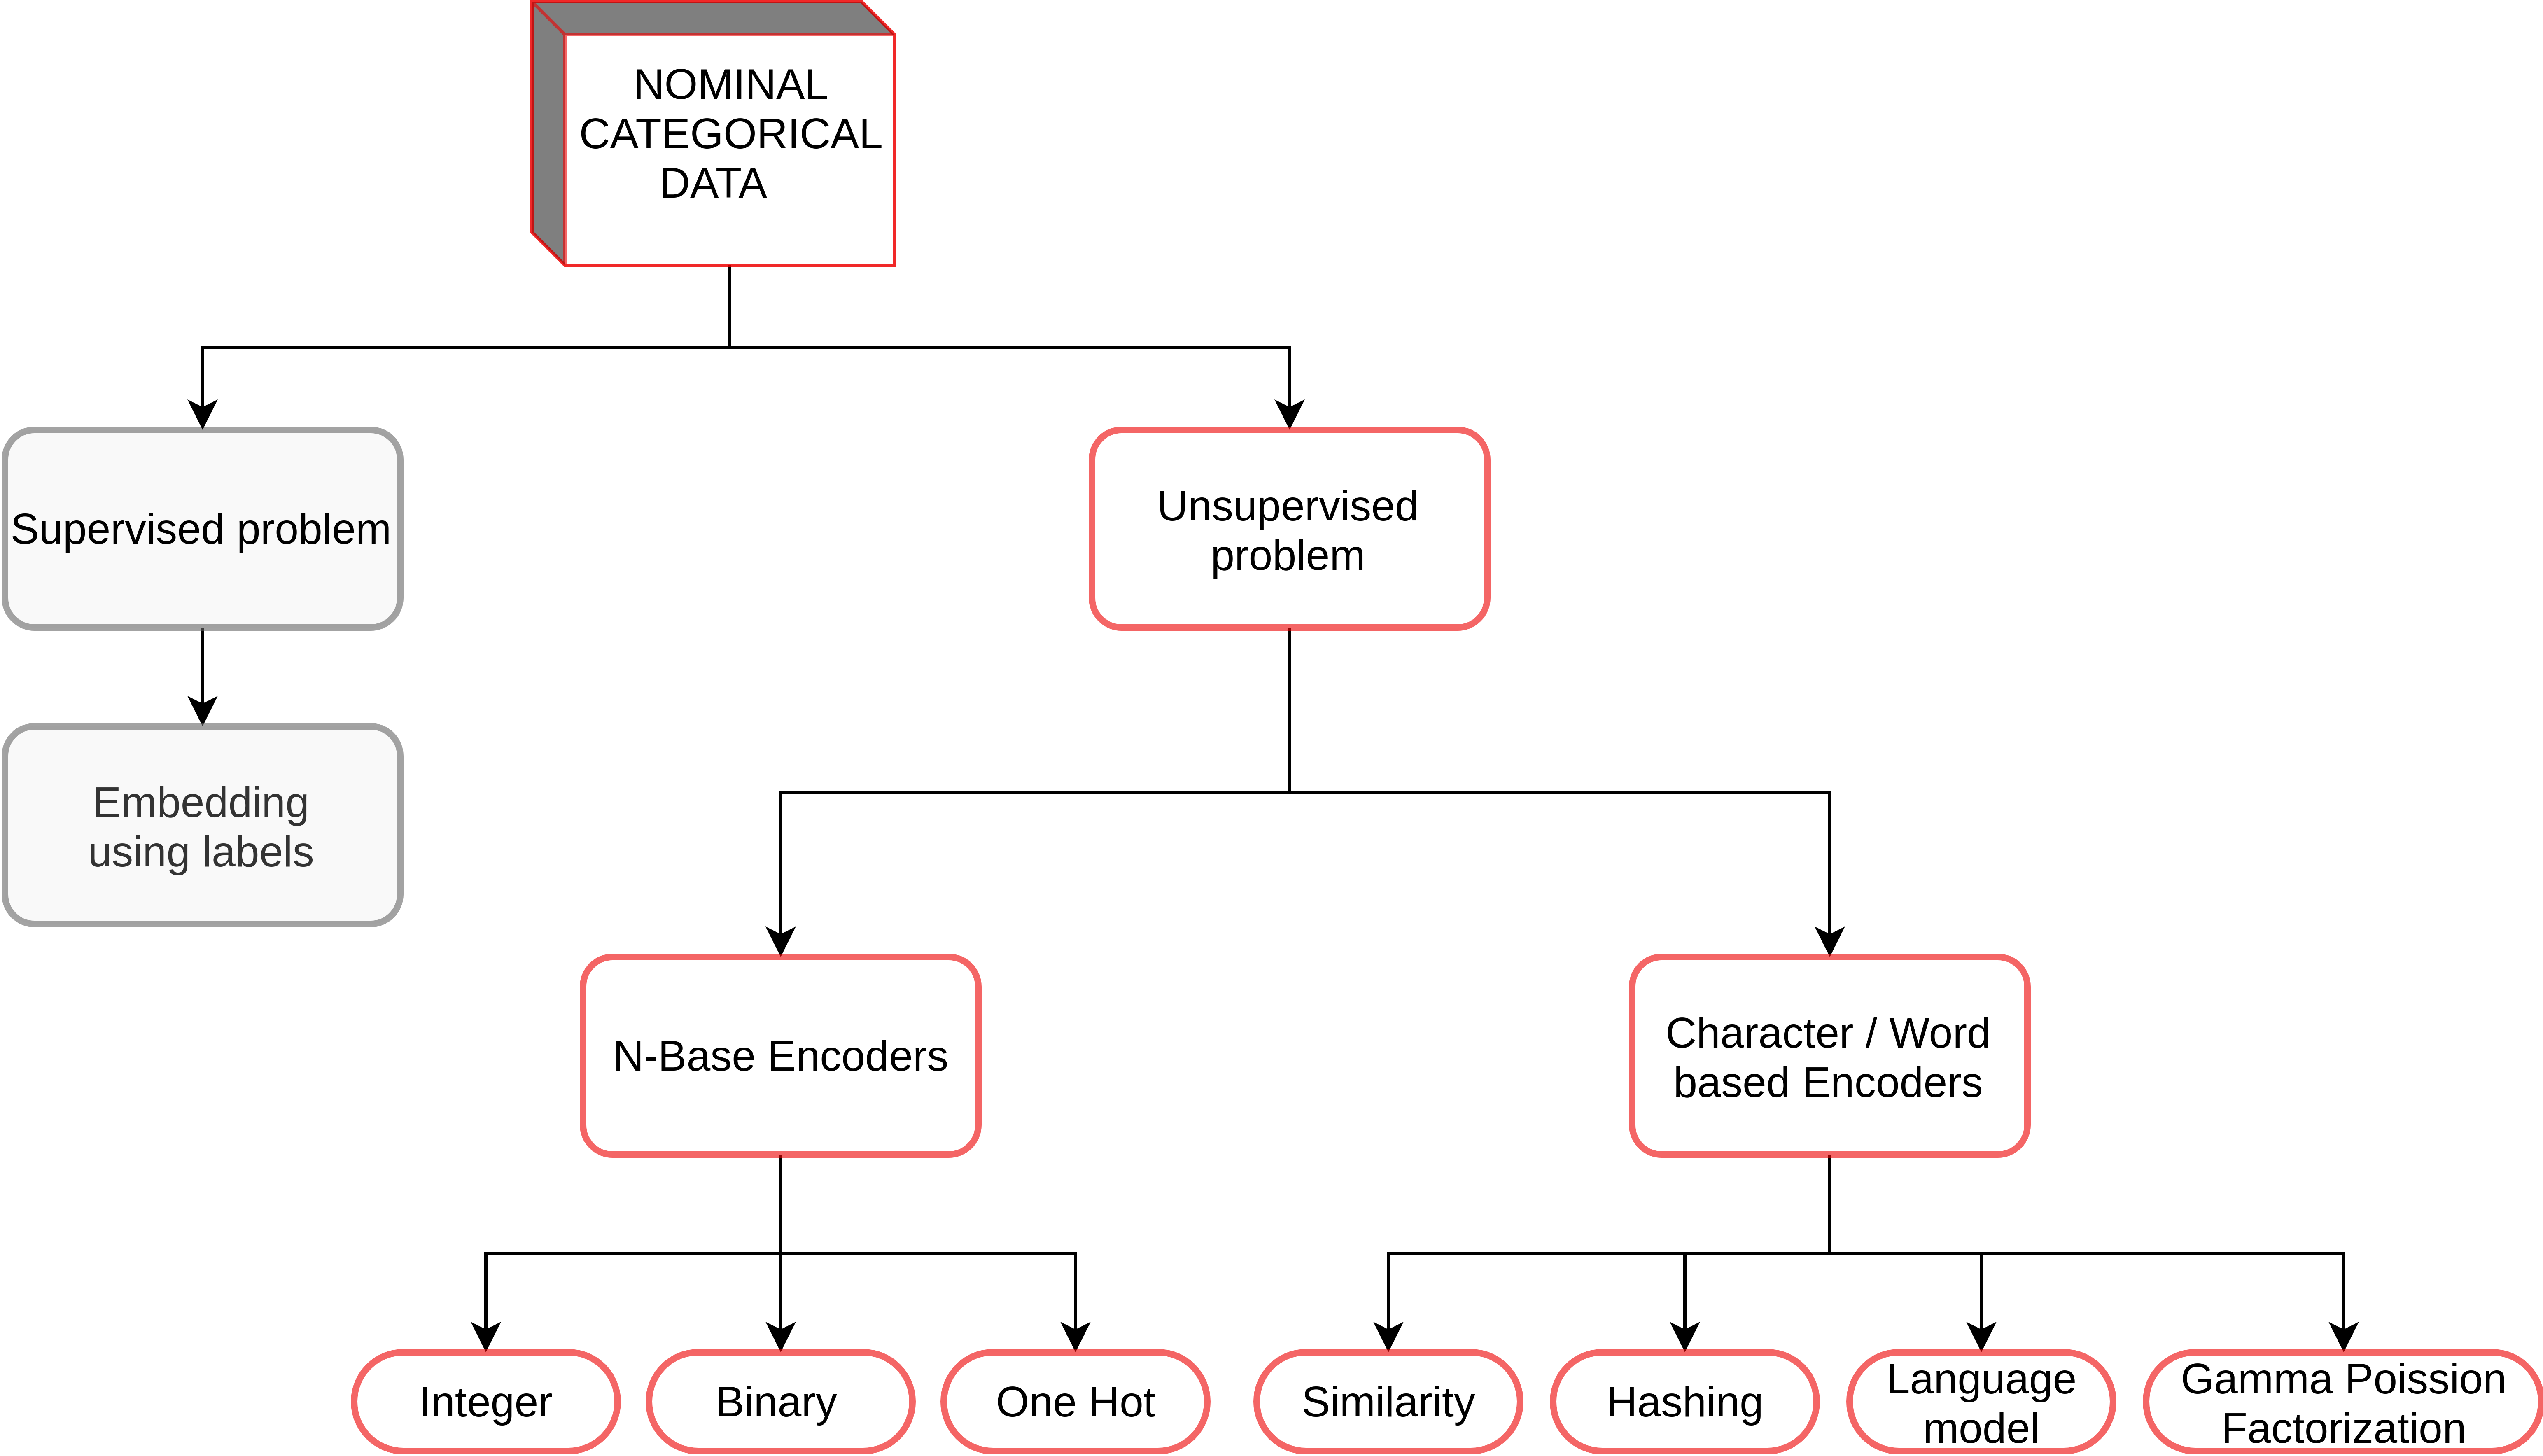 NOMINAL
CATEGORICAL
DATA
Supervised problem
Unsupervised
problem
Embedding
using labels
N-Base Encoders
Character / Word
based Encoders
Integer
Binary
One Hot
Similarity
Hashing
Language
model
Gamma Poission
Factorization